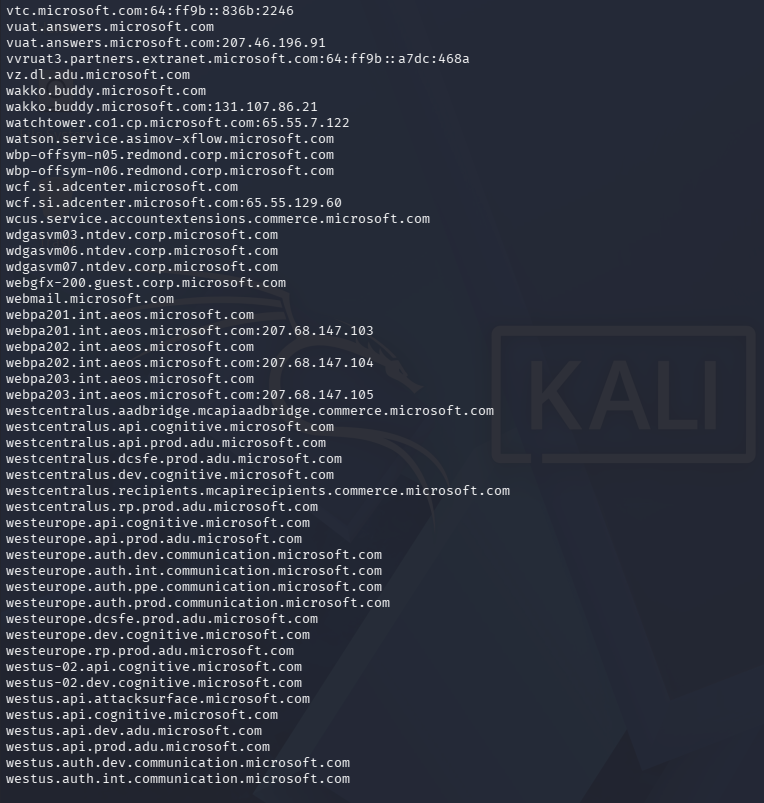 vtc.microsoft.com:64:ff9b::836b:2246
vuat.answers.microsoft.com
vuat.answers.microsoft.com:207.46.196.91
vvruat3.partners.extranet.microsoft.com:64:ff9b::a7dc:468a
vz.dl.adu.microsoft.com
wakko.buddy.microsoft.com
wakko.buddy.microsoft.com:131.107.86.21
watchtower.co1.cp.microsoft.com:65.55.7.122
watson.service.asimov-xflow.microsoft.com
wbp-offsym-n05.redmond.corp.microsoft.com
wbp-offsym-n06.redmond.corp.microsoft.com
wcf.si.adcenter.microsoft.com
wcf.si.adcenter.microsoft.com:65.55.129.60
wcus.service.accountextensions.commerce.microsoft.com
wdgasvm03.ntdev.corp.microsoft.com
wdgasvm06.ntdev.corp.microsoft.com
wdgasvm07.ntdev.corp.microsoft.com
webgfx-200.guest.corp.microsoft.com
webmail.microsoft.com
webpa201.int.aeos.microsoft.com
webpa201.int.aeos.microsoft.com:207.68.147.103
webpa202.int.aeos.microsoft.com
webpa202.int.aeos.microsoft.com:207.68.147.104
webpa203.int.aeos.microsoft.com
webpa203.int.aeos.microsoft.com:207.68.147.105
westcentralus.aadbridge.mcapiaadbridge.commerce.microsoft.com
westcentralus.api.cognitive.microsoft.com
westcentralus.api.prod.adu.microsoft.com
westcentralus.dcsfe.prod.adu.microsoft.com
westcentralus.dev.cognitive.microsoft.com
westcentralus.recipients.mcapirecipients.commerce.microsoft.com
westcentralus.rp.prod.adu.microsoft.com
westeurope.api.cognitive.microsoft.com
westeurope.api.prod.adu.microsoft.com
westeurope.auth.dev.communication.microsoft.com
westeurope.auth.int.communication.microsoft.com
westeurope.auth.ppe.communication.microsoft.com
westeurope.auth.prod.communication.microsoft.com
westeurope.dcsfe.prod.adu.microsoft.com
westeurope.dev.cognitive.microsoft.com
westeurope.rp.prod.adu.microsoft.com
westus-02.api.cognitive.microsoft.com
westus-02.dev.cognitive.microsoft.com
westus.api.attacksurface.microsoft.com
westus.api.cognitive.microsoft.com
westus.api.dev.adu.microsoft.com
westus.api.prod.adu.microsoft.com
westus.auth.dev.communication.microsoft.com
westus.auth.int.communication.microsoft.com
KALI